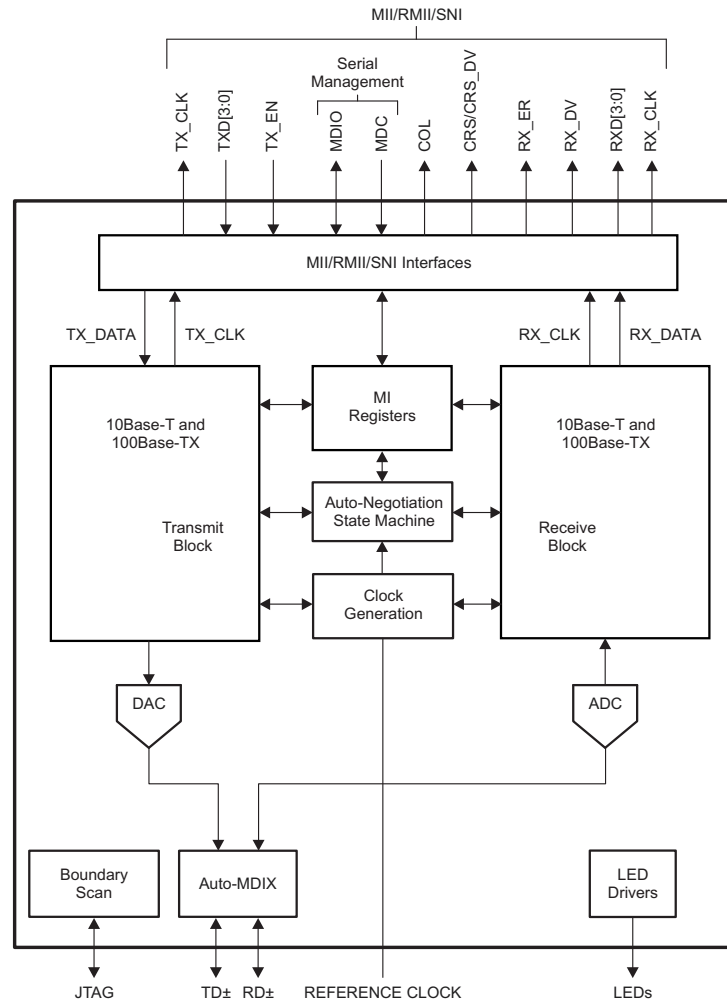 MII/RMII/SNI
Serial
Management
TX_CLK
TXD[3:0]
TX_EN
MDIO
MDC
COL
CRS/CRS_DV
RX_ER
RX_DV
RXD[3:0]
RX_CLK
MII/RMII/SNI Interfaces
TX_DATA
TX_CLK
RX_CLK
RX_DATA
10Base-T and
100Base-TX
Transmit
Block
MI
Registers
Auto-Negotiation
State Machine
Clock
Generation
10Base-T and
100Base-TX
Receive
Block
DAC
ADC
Boundary
Scan
Auto-MDIX
LED
Drivers
JTAG
TD±
RD±
REFERENCE CLOCK
LEDs